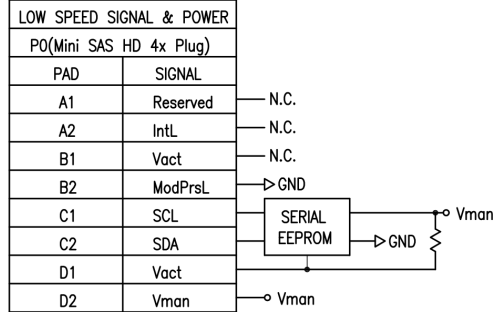 LOW SPEED SIGNAL & POWER
P0(Mini SAS HD 4x Plug)
PAD SIGNAL
A1 Reserved N.C.
A2 IntL N.C.
B1 Vact N.C.
B2 ModPrsL GND
C1 SCL SERIAL Vman
C2 SDA EEPROM GND
D1 Vact
D2 Vman Vman